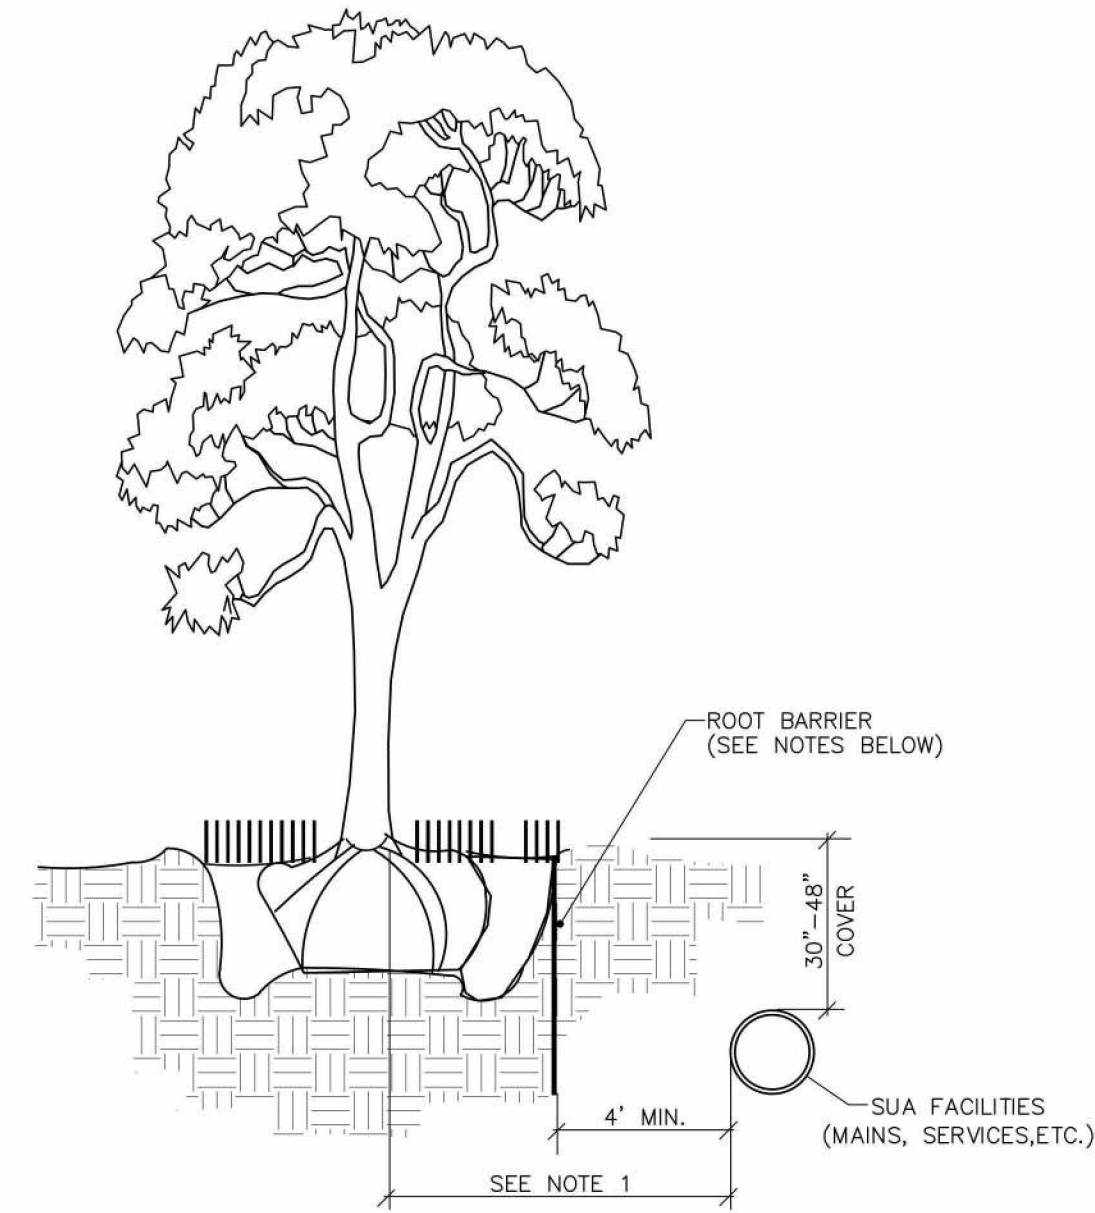 ROOT BARRIER
(SEE NOTES BELOW)
30"-48"
COVER
SUA FACILITIES
(MAINS, SERVICES,ETC.)
4' MIN.
SEE NOTE 1